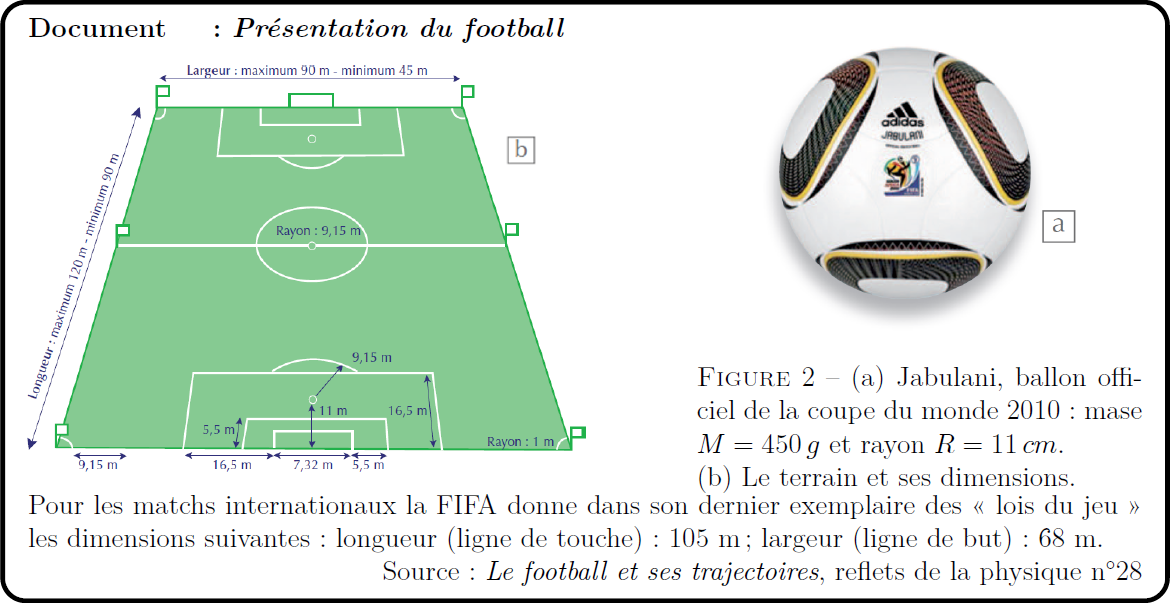 Document : Présentation du football
Largeur : maximum 90 m - minimum 45 m
Longueur : maximum 120 m - minimum 90 m
b
Rayon : 9,15 m
9,15 m
11 m
16,5 m
5,5 m
Rayon : 1 m
9,15 m
16,5 m
7,32 m
5,5 m
adidas
JABULANI
a
FIGURE 2 – (a) Jabulani, ballon offi-
ciel de la coupe du monde 2010 : mase
M = 450 g et rayon R = 11 cm.
(b) Le terrain et ses dimensions.
Pour les matchs internationaux la FIFA donne dans son dernier exemplaire des « lois du jeu »
les dimensions suivantes : longueur (ligne de touche) : 105 m ; largeur (ligne de but) : 68 m.
Source : Le football et ses trajectoires, reflets de la physique n°28